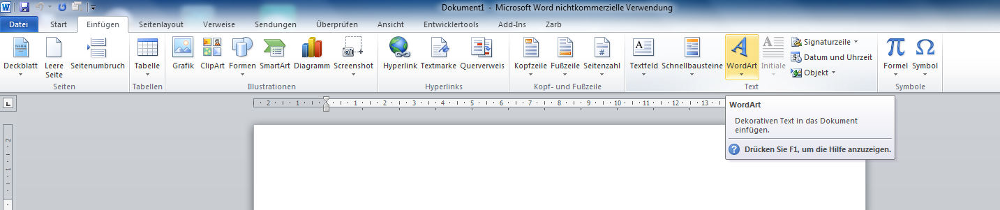 Dokument1 - Microsoft Word nichtkommerzielle Verwendung
Datei Start Einfügen Seitenlayout Verweise Sendungen Überprüfen Ansicht Entwicklertools Add-Ins Zarb
Deckblatt
Leere Seite
Seitenumbruch
Tabelle
Grafik
ClipArt
Formen
SmartArt
Diagramm
Screenshot
Hyperlink
Textmarke
Querverweis
Kopfzeile
Fußzeile
Seitenzahl
Textfeld
Schnellbausteine
WordArt
Initiale
Signaturzeile
Datum und Uhrzeit
Objekt
Formel
Symbol
Seiten Tabellen Illustrationen Hyperlinks Kopf- und Fußzeile Text Symbole
2 1 1 2 3 4 5 6 7 8 9 10 11 12 13
WordArt
Dekorativen Text in das Dokument
einfügen.
Drücken Sie F1, um die Hilfe anzuzeigen.
2
1